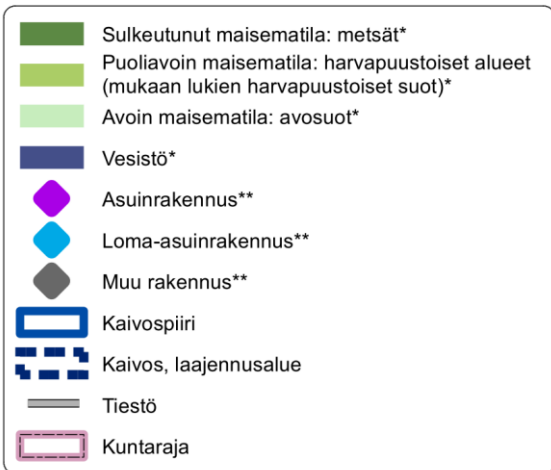 Sulkeutunut maisematila: metsät*
Puoliavoin maisematila: harvapuustoiset alueet
(mukaan lukien harvapuustoiset suot)*
Avoin maisematila: avosuot*
Vesistö*
Asuinrakennus**
Loma-asuinrakennus**
Muu rakennus**
Kaivospiiri
Kaivos, laajennusalue
Tiestö
Kuntaraja